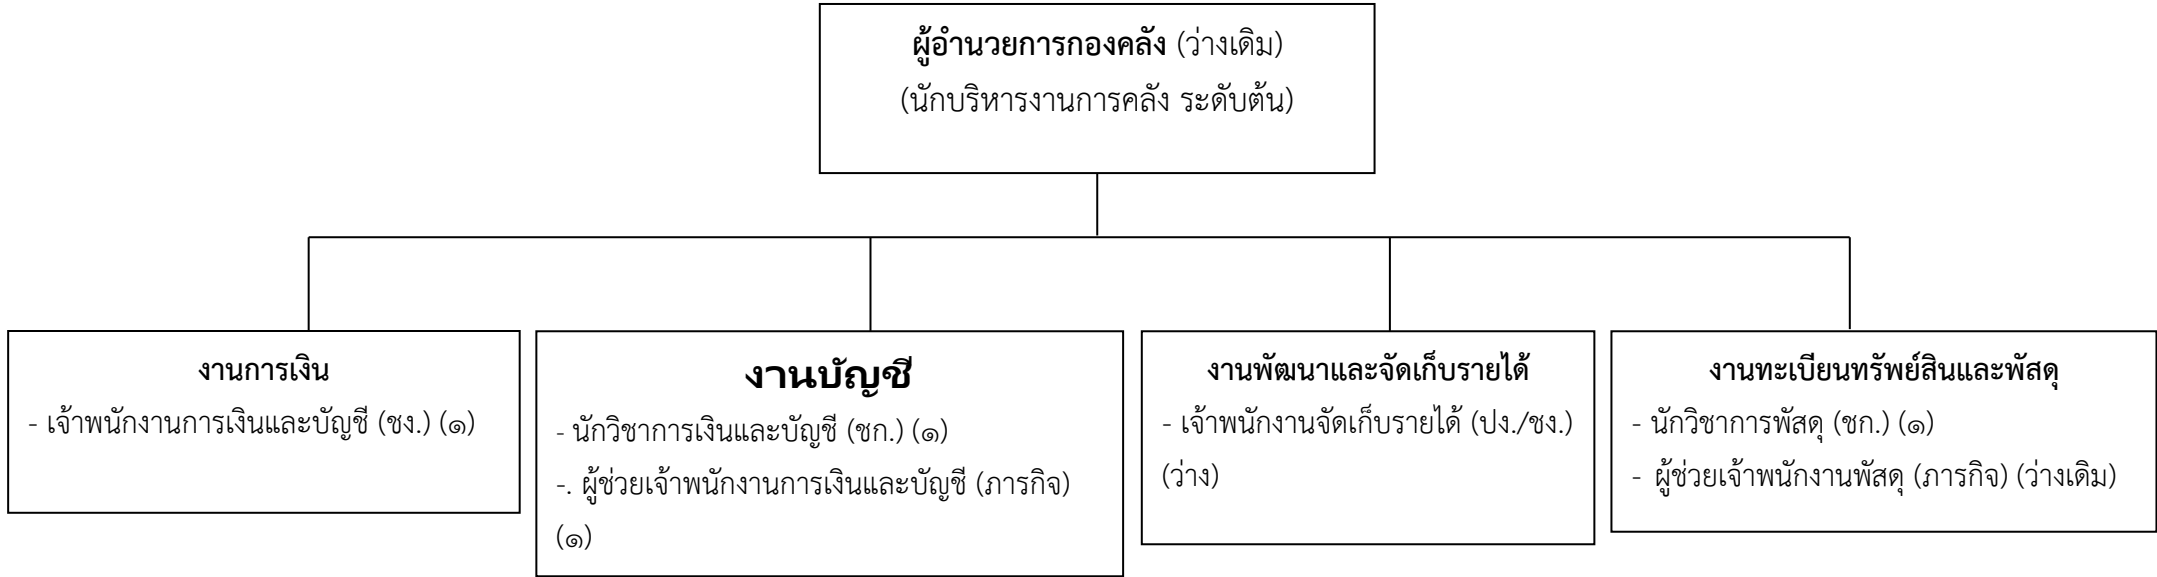 ผู้อำนวยการกองคลัง (ว่างเดิม)
(นักบริหารงานการคลัง ระดับต้น)
งานการเงิน
- เจ้าพนักงานการเงินและบัญชี (ชง.) (๑)
งานบัญชี
- นักวิชาการเงินและบัญชี (ชก.) (๑)
-. ผู้ช่วยเจ้าพนักงานการเงินและบัญชี (ภารกิจ)
(๑)
งานพัฒนาและจัดเก็บรายได้
- เจ้าพนักงานจัดเก็บรายได้ (ปง./ชง.)
(ว่าง)
งานทะเบียนทรัพย์สินและพัสดุ
- นักวิชาการพัสดุ (ชก.) (๑)
- ผู้ช่วยเจ้าพนักงานพัสดุ (ภารกิจ) (ว่างเดิม)